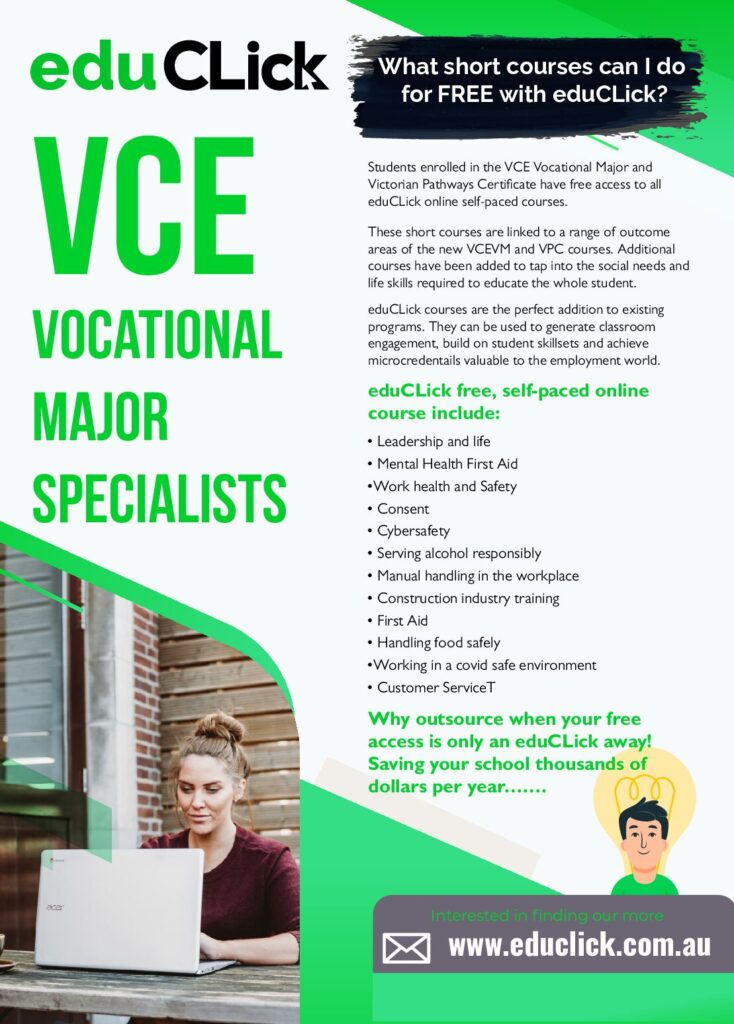 eduCLick
VCE
VOCATIONAL
MAJOR
SPECIALISTS
What short courses can I do
for FREE with eduCLick?
Students enrolled in the VCE Vocational Major and
Victorian Pathways Certificate have free access to all
eduCLick online self-paced courses.
These short courses are linked to a range of outcome
areas of the new VCEVM and VPC courses. Additional
courses have been added to tap into the social needs and
life skills required to educate the whole student.
eduCLick courses are the perfect addition to existing
programs. They can be used to generate classroom
engagement, build on student skillsets and achieve
microcredentails valuable to the employment world.
eduCLick free, self-paced online
course include:
• Leadership and life
• Mental Health First Aid
•Work health and Safety
• Consent
• Cybersafety
• Serving alcohol responsibly
• Manual handling in the workplace
• Construction industry training
• First Aid
• Handling food safely
•Working in a covid safe environment
• Customer ServiceT
Why outsource when your free
access is only an eduCLick away!
Saving your school thousands of
dollars per year.......
acer
Interested in finding our more
www.educlick.com.au